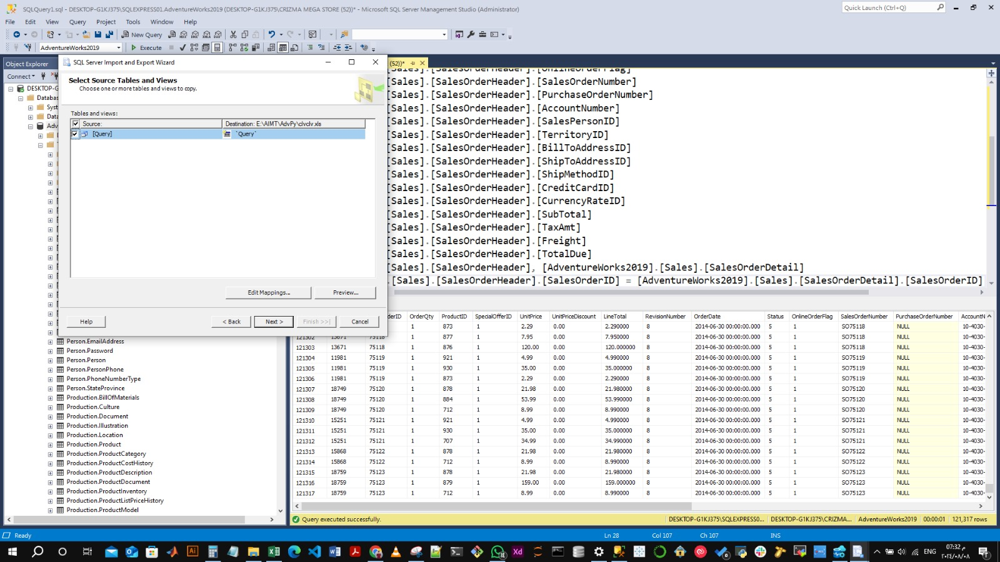 SQLQuery1.sql - DESKTOP-G1KJ375\SQLEXPRESS01.AdventureWorks2019 (DESKTOP-G1KJ375\CRIZMA MEGA STORE (52))* - Microsoft SQL Server Management Studio (Administrator)
Quick Launch (Ctrl+Q)
File Edit View Query Project Tools Window Help
New Query
AdventureWorks2019
Execute
Object Explorer
Connect
DESKTOP-G
Databas
Syst
Data
Adv
SQL Server Import and Export Wizard
Select Source Tables and Views
Choose one or more tables and views to copy.
Tables and views:
Source: Destination: E:\AIMT\AdvPy\clvclv.xls
[Query] `Query`
Edit Mappings... Preview...
Help < Back Next > Finish >>| Cancel
(52))*
[Sales].[SalesOrderHeader].[OnlineOrderFlag]
[Sales].[SalesOrderHeader].[SalesOrderNumber]
[Sales].[SalesOrderHeader].[PurchaseOrderNumber]
[Sales].[SalesOrderHeader].[AccountNumber]
[Sales].[SalesOrderHeader].[SalesPersonID]
[Sales].[SalesOrderHeader].[TerritoryID]
[Sales].[SalesOrderHeader].[BillToAddressID]
[Sales].[SalesOrderHeader].[ShipToAddressID]
[Sales].[SalesOrderHeader].[ShipMethodID]
[Sales].[SalesOrderHeader].[CreditCardID]
[Sales].[SalesOrderHeader].[CurrencyRateID]
[Sales].[SalesOrderHeader].[SubTotal]
[Sales].[SalesOrderHeader].[TaxAmt]
[Sales].[SalesOrderHeader].[Freight]
[Sales].[SalesOrderHeader].[TotalDue]
[Sales].[SalesOrderHeader], [AdventureWorks2019].[Sales].[SalesOrderDetail]
.[Sales].[SalesOrderHeader].[SalesOrderID] = [AdventureWorks2019].[Sales].[SalesOrderDetail].[SalesOrderID]
Person.EmailAddress
Person.Password
Person.Person
Person.PersonPhone
Person.PhoneNumberType
Person.StateProvince
Production.BillOfMaterials
Production.Culture
Production.Document
Production.Illustration
Production.Location
Production.Product
Production.ProductCategory
Production.ProductCostHistory
Production.ProductDescription
Production.ProductDocument
Production.ProductInventory
Production.ProductListPriceHistory
Production.ProductModel
derID OrderQty ProductID SpecialOfferID UnitPrice UnitPriceDiscount LineTotal RevisionNumber OrderDate Status OnlineOrderFlag SalesOrderNumber PurchaseOrderNumber AccountN
1 873 1 2.29 0.00 2.290000 8 2014-06-30 00:00:00.000 5 1 SO75118 NULL 10-4030-
121302 13671 75118 1 877 1 7.95 0.00 7.950000 8 2014-06-30 00:00:00.000 5 1 SO75118 NULL 10-4030-
121303 13671 75118 1 876 1 120.00 0.00 120.000000 8 2014-06-30 00:00:00.000 5 1 SO75118 NULL 10-4030-
121304 11981 75119 1 921 1 4.99 0.00 4.990000 8 2014-06-30 00:00:00.000 5 1 SO75119 NULL 10-4030-
121305 11981 75119 1 930 1 35.00 0.00 35.000000 8 2014-06-30 00:00:00.000 5 1 SO75119 NULL 10-4030-
121306 11981 75119 1 873 1 2.29 0.00 2.290000 8 2014-06-30 00:00:00.000 5 1 SO75119 NULL 10-4030-
121307 18749 75120 1 878 1 21.98 0.00 21.980000 8 2014-06-30 00:00:00.000 5 1 SO75120 NULL 10-4030-
121308 18749 75120 1 884 1 53.99 0.00 53.990000 8 2014-06-30 00:00:00.000 5 1 SO75120 NULL 10-4030-
121309 18749 75120 1 712 1 8.99 0.00 8.990000 8 2014-06-30 00:00:00.000 5 1 SO75120 NULL 10-4030-
121310 15251 75121 1 921 1 4.99 0.00 4.990000 8 2014-06-30 00:00:00.000 5 1 SO75121 NULL 10-4030-
121311 15251 75121 1 930 1 35.00 0.00 35.000000 8 2014-06-30 00:00:00.000 5 1 SO75121 NULL 10-4030-
121312 15251 75121 1 707 1 34.99 0.00 34.990000 8 2014-06-30 00:00:00.000 5 1 SO75121 NULL 10-4030-
121313 15868 75122 1 878 1 21.98 0.00 21.980000 8 2014-06-30 00:00:00.000 5 1 SO75122 NULL 10-4030-
121314 15868 75122 1 712 1 8.99 0.00 8.990000 8 2014-06-30 00:00:00.000 5 1 SO75122 NULL 10-4030-
121315 18759 75123 1 878 1 21.98 0.00 21.980000 8 2014-06-30 00:00:00.000 5 1 SO75123 NULL 10-4030-
121316 18759 75123 1 879 1 159.00 0.00 159.000000 8 2014-06-30 00:00:00.000 5 1 SO75123 NULL 10-4030-
121317 18759 75123 1 712 1 8.99 0.00 8.990000 8 2014-06-30 00:00:00.000 5 1 SO75123 NULL 10-4030-
Query executed successfully. DESKTOP-G1KJ375\SQLEXPRESS0... DESKTOP-G1KJ375\CRIZMA... AdventureWorks2019 00:00:01 121,317 rows
Ready Ln 28 Col 107 Ch 107 INS
ENG
07:32 م
٢٠٢٤/٠٨/٠٨